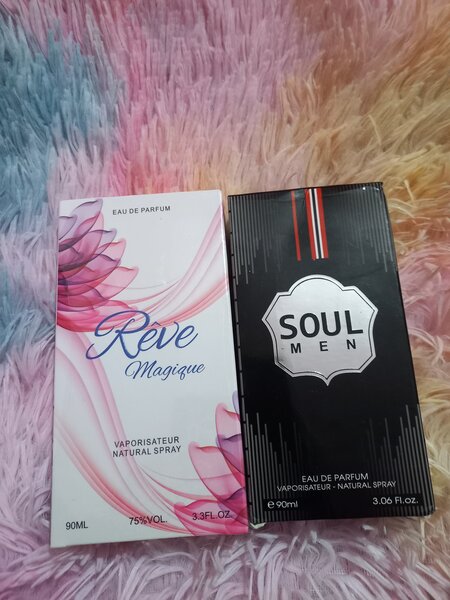 EAU DE PARFUM
Rêve
Magique
VAPORISATEUR
NATURAL SPRAY
90ML 75%VOL. 3.3FL.OZ.
SOUL
MEN
EAU DE PARFUM
VAPORISATEUR - NATURAL SPRAY
e 90ml 3.06 Fl.oz.